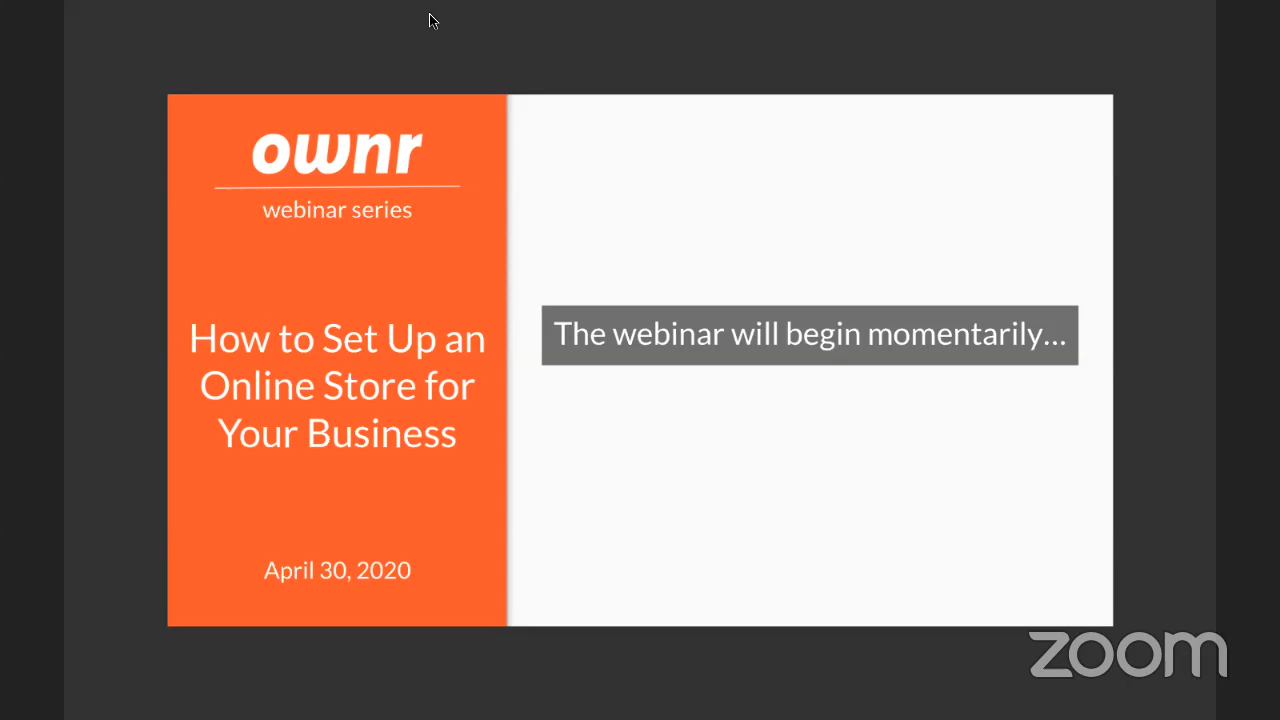 ownr
webinar series
How to Set Up an
Online Store for
Your Business
April 30, 2020
The webinar will begin momentarily...
zoom